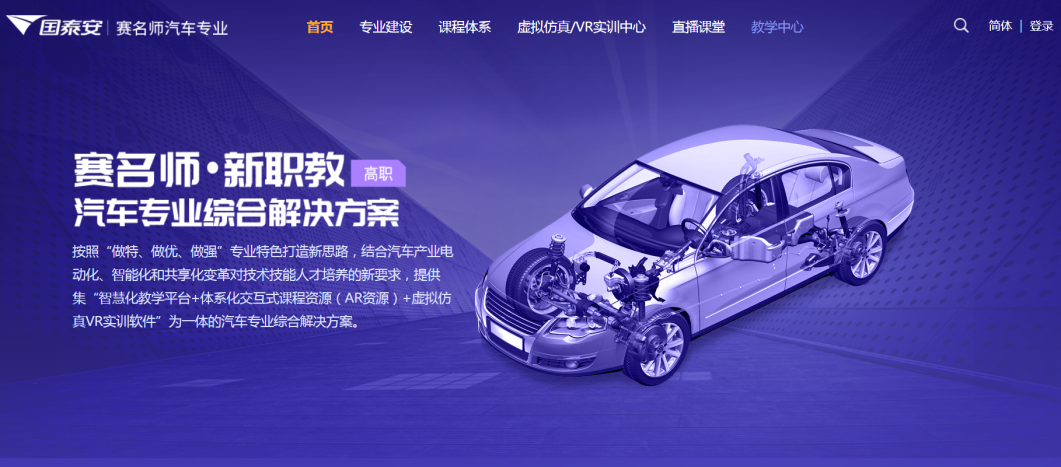 国泰安 赛名师汽车专业 首页 专业建设 课程体系 虚拟仿真/VR实训中心 直播课堂 教学中心 简体 | 登录
赛名师·新职教 高职
汽车专业综合解决方案
按照“做特、做优、做强”专业特色打造新思路，结合汽车产业电
动化、智能化和共享化变革对技术技能人才培养的新要求，提供
集“智慧化教学平台+体系化交互式课程资源（AR资源）+虚拟仿
真VR实训软件”为一体的汽车专业综合解决方案。